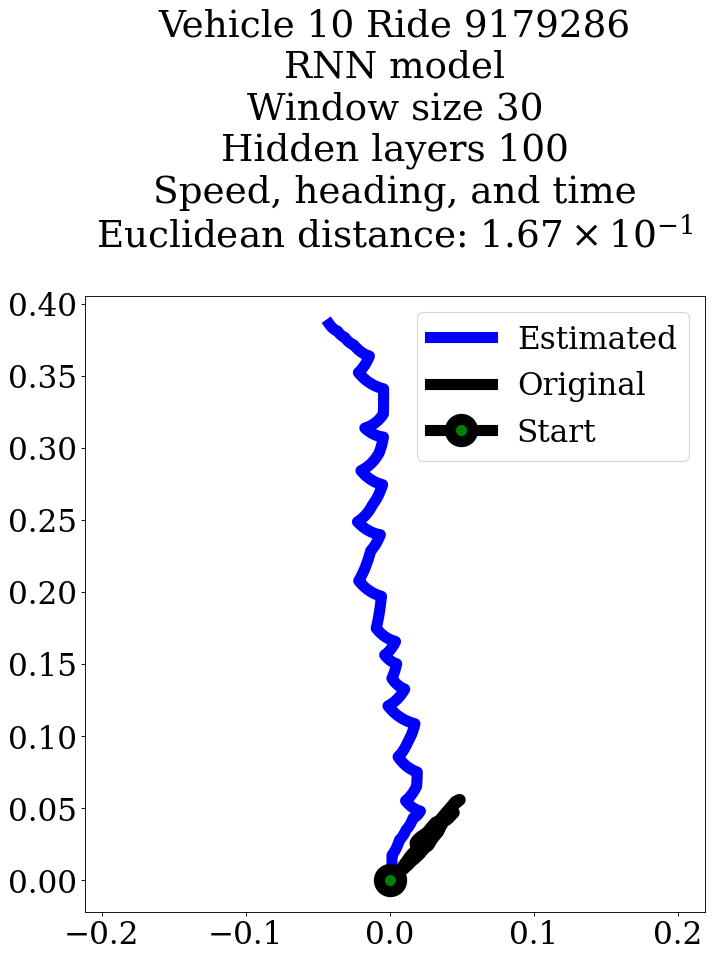 Vehicle 10 Ride 9179286
RNN model
Window size 30
Hidden layers 100
Speed, heading, and time
Euclidean distance: 1.67 × 10⁻¹
0.40
0.35
0.30
0.25
0.20
0.15
0.10
0.05
0.00
Estimated
Original
Start
−0.2 −0.1 0.0 0.1 0.2